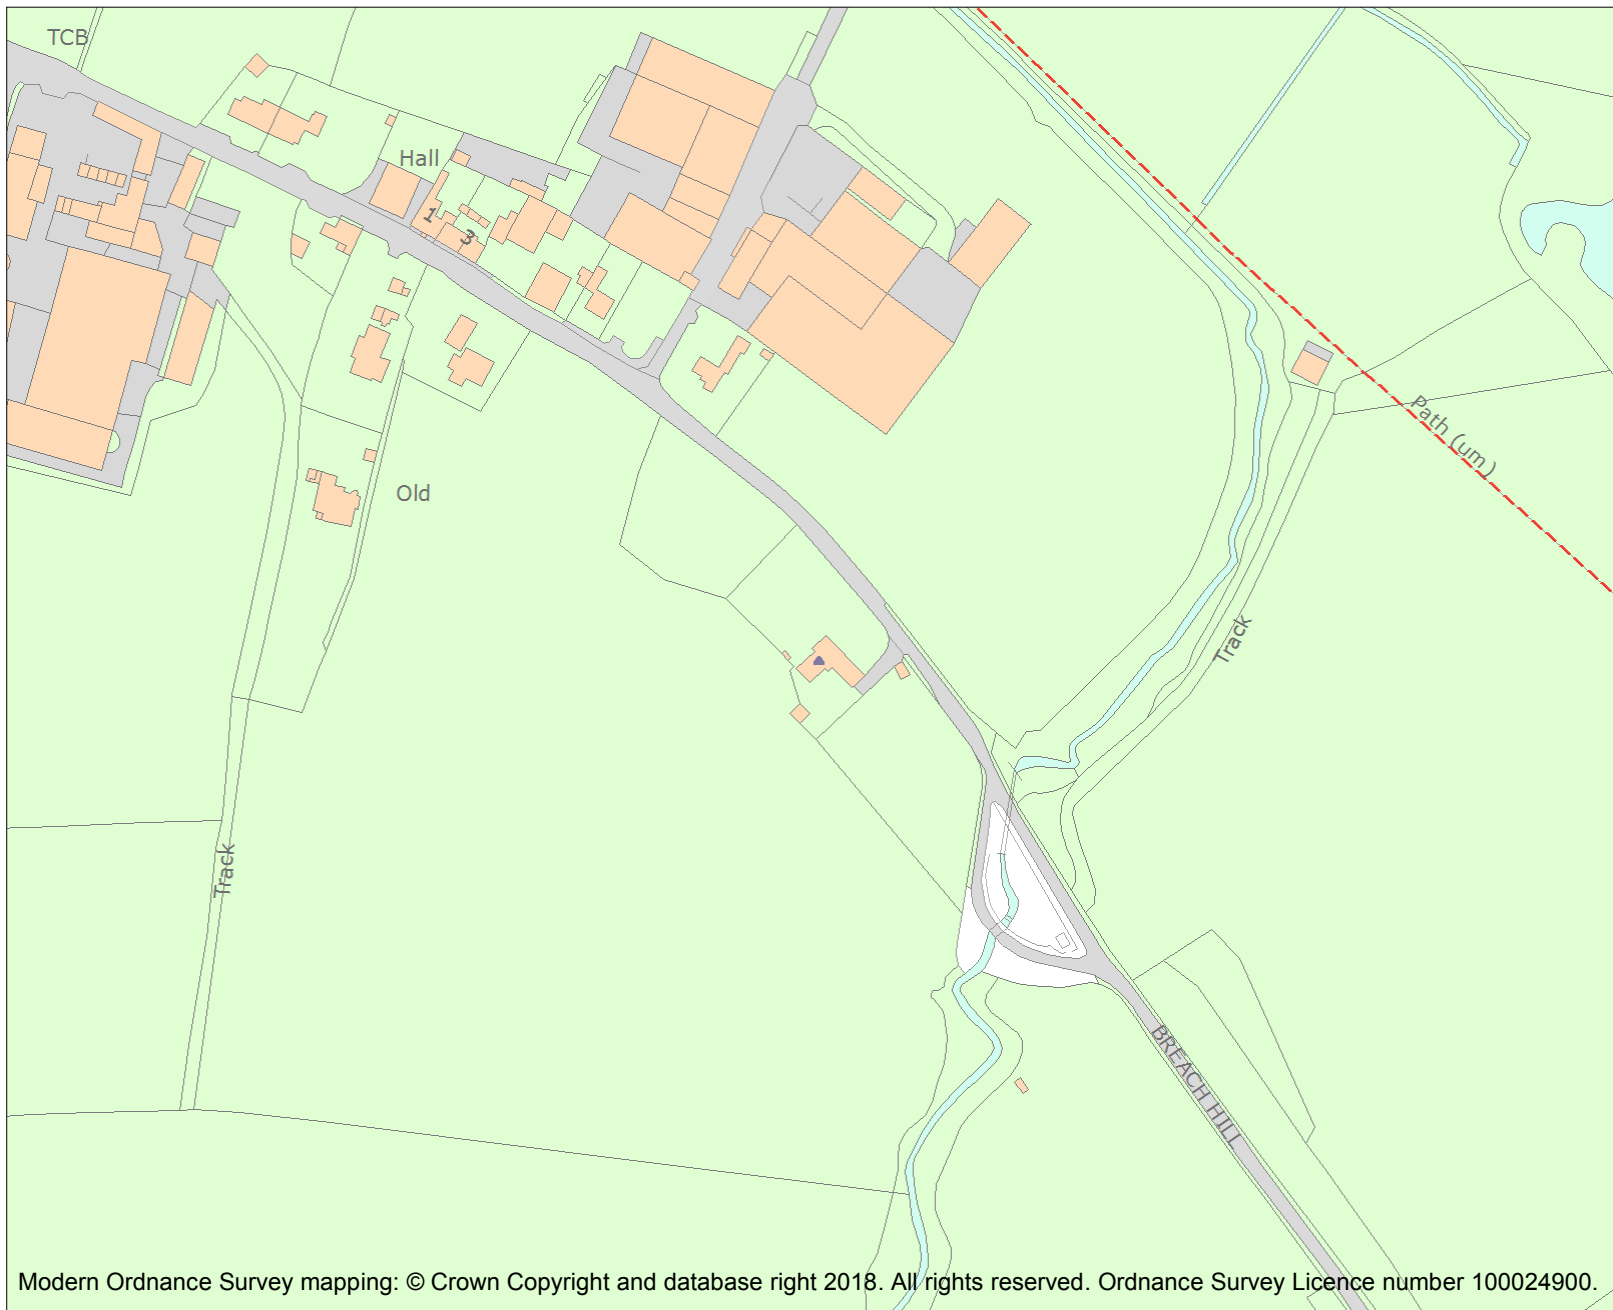 TCB
Hall
1
3
Path (um)
Old
Track
Track
BREACH HILL
Modern Ordnance Survey mapping: © Crown Copyright and database right 2018. All rights reserved. Ordnance Survey Licence number 100024900.